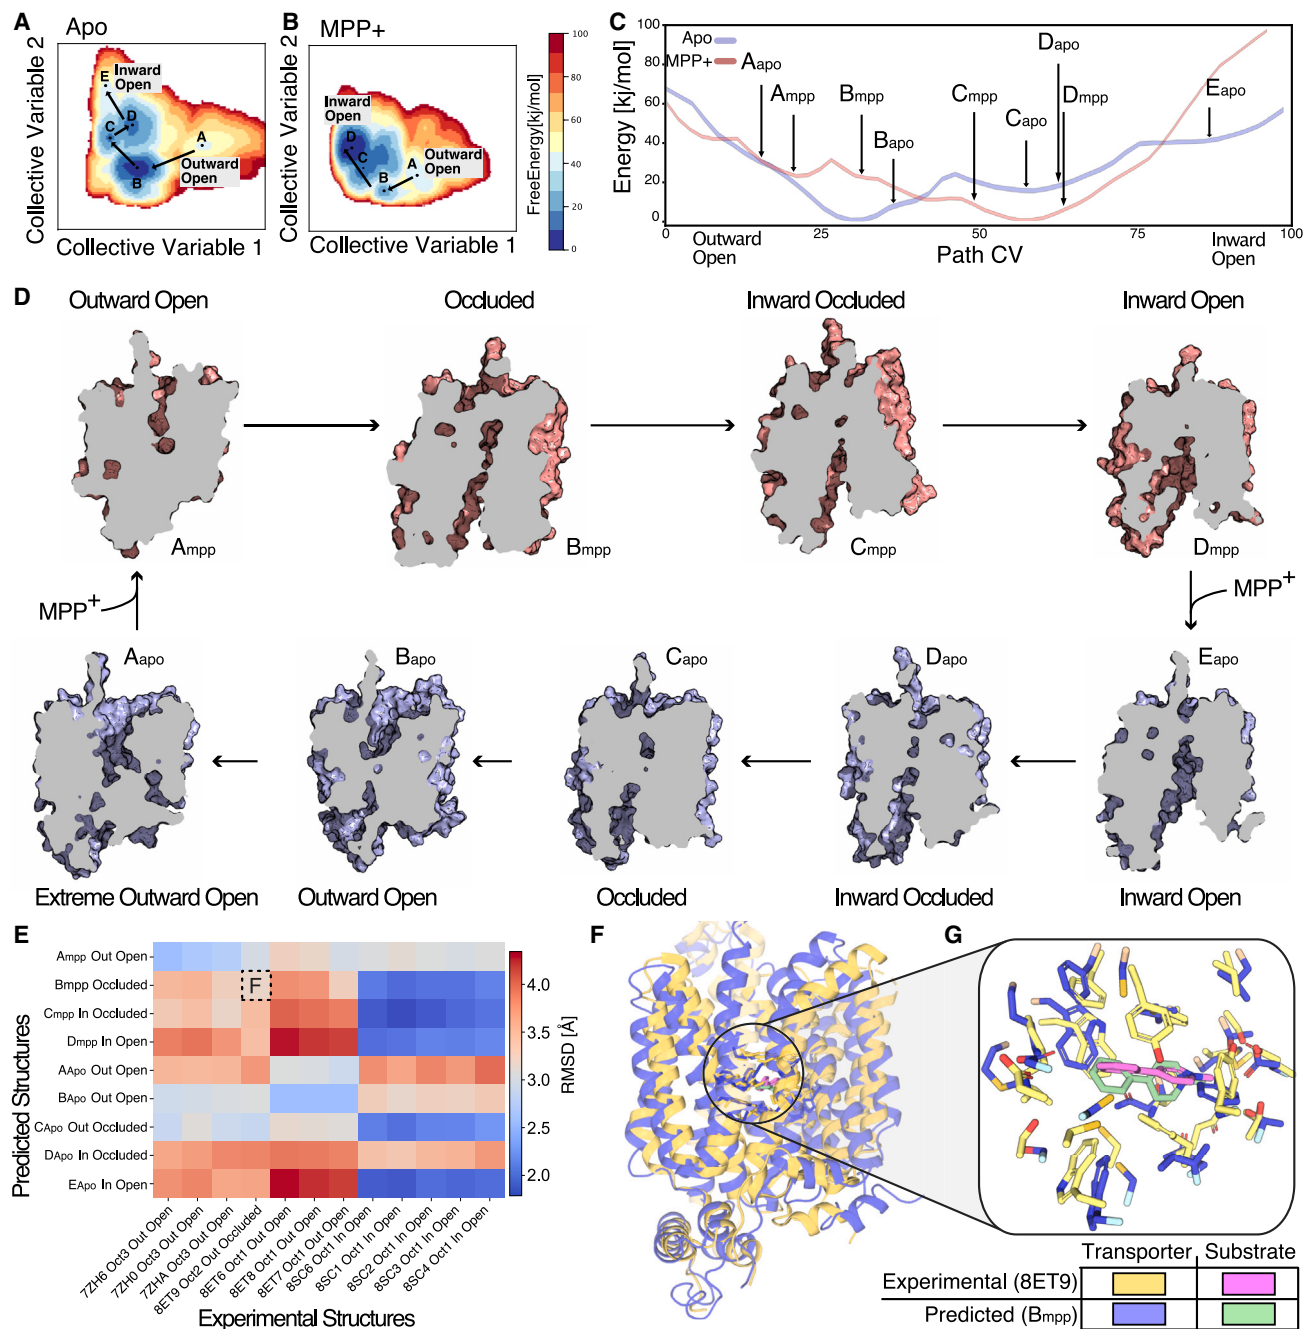 A
Apo
Collective Variable 2
E
Inward
Open
D
C
A
Outward
Open
B
Collective Variable 1
B
MPP+
Collective Variable 2
Inward
Open
D
C
A
Outward
Open
B
Collective Variable 1
FreeEnergy[kj/mol]
100
80
60
40
20
0
C
Energy [kj/mol]
80
60
40
20
0
Apo
MPP+
Aapo
Ampp
Bmpp
Bapo
Cmpp
Capo
Dapo
Dmpp
Eapo
0
25
50
75
100
Outward
Open
Path CV
Inward
Open
D
Outward Open
Occluded
Inward Occluded
Inward Open
Ampp
Bmpp
Cmpp
Dmpp
MPP+
MPP+
Aapo
Bapo
Capo
Dapo
Eapo
Extreme Outward Open
Outward Open
Occluded
Inward Occluded
Inward Open
E
Predicted Structures
Ampp Out Open
Bmpp Occluded
Cmpp In Occluded
Dmpp In Open
AApo Out Open
BApo Out Open
CApo Out Occluded
DApo In Occluded
EApo In Open
F
4.0
3.5
3.0
2.5
2.0
RMSD [Å]
7ZH6 Oct3 Out Open
7ZH0 Oct3 Out Open
7ZHA Oct3 Out Open
8ET9 Oct2 Out Occluded
8ET6 Oct1 Out Open
8ET8 Oct1 Out Open
8ET7 Oct1 Out Open
8SC6 Oct1 In Open
8SC1 Oct1 In Open
8SC2 Oct1 In Open
8SC3 Oct1 In Open
8SC4 Oct1 In Open
Experimental Structures
F
G
Transporter Substrate
Experimental (8ET9)
Predicted (Bmpp)